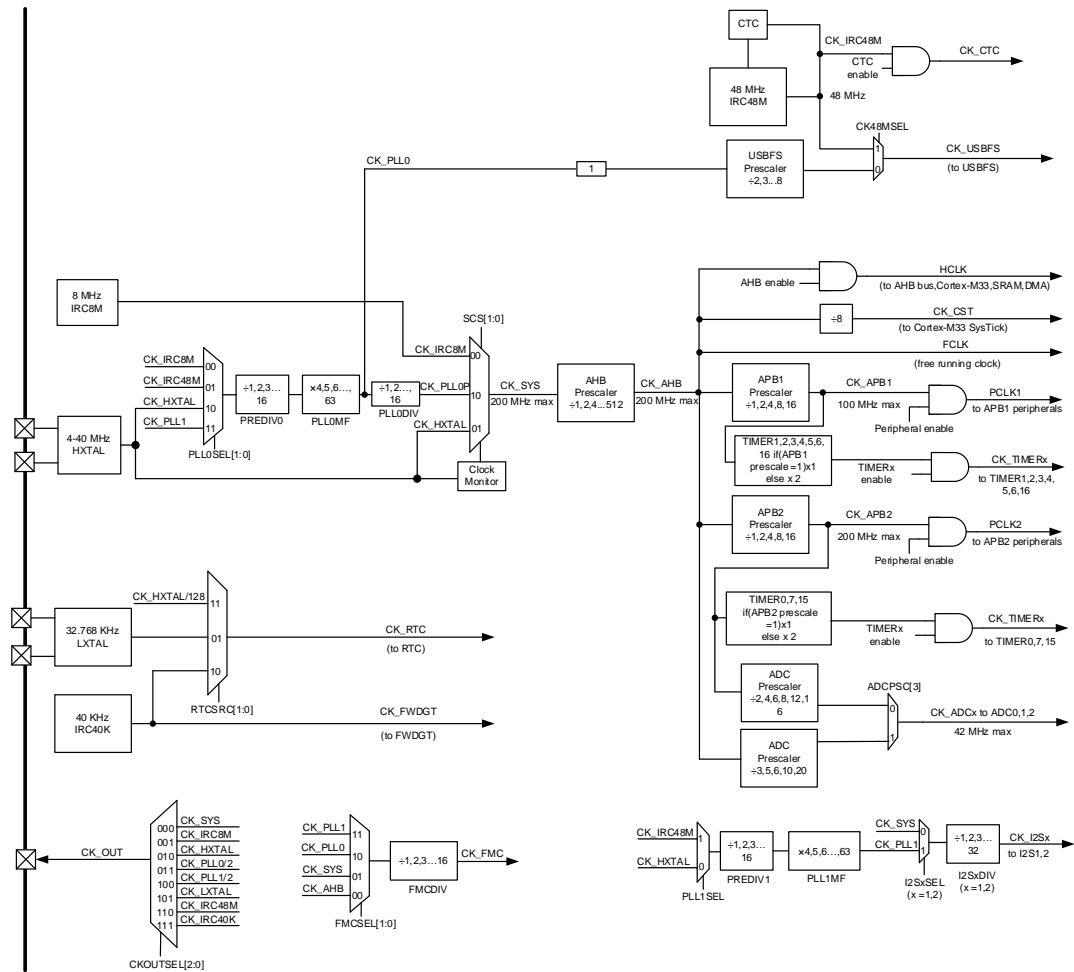 CTC
CK_IRC48M
CTC
enable
CK_CTC
48 MHz
IRC48M
48 MHz
CK48MSEL
CK_PLL0
1
USBFS
Prescaler
÷2,3...8
1
0
CK_USBFS
(to USBFS)
8 MHz
IRC8M
SCS[1:0]
AHB enable
HCLK
(to AHB bus,Cortex-M33,SRAM,DMA)
÷8
CK_CST
(to Cortex-M33 SysTick)
FCLK
(free running clock)
CK_IRC8M
00
CK_IRC48M
01
CK_HXTAL
10
CK_PLL1
11
PLL0SEL[1:0]
÷1,2,3…
16
PREDIV0
×4,5,6…,
63
PLL0MF
÷1,2…,
16
PLL0DIV
CK_IRC8M
00
CK_PLL0P
10
CK_HXTAL
01
CK_SYS
200 MHz max
AHB
Prescaler
÷1,2,4...512
CK_AHB
200 MHz max
4-40 MHz
HXTAL
Clock
Monitor
APB1
Prescaler
÷1,2,4,8,16
CK_APB1
100 MHz max
Peripheral enable
PCLK1
to APB1 peripherals
TIMER1,2,3,4,5,6,
16 if(APB1
prescale =1)x1
else x 2
TIMERx
enable
CK_TIMERx
to TIMER1,2,3,4,
5,6,16
APB2
Prescaler
÷1,2,4,8,16
CK_APB2
200 MHz max
Peripheral enable
PCLK2
to APB2 peripherals
TIMER0,7,15
if(APB2 prescale
=1)x1
else x 2
TIMERx
enable
CK_TIMERx
to TIMER0,7,15
ADC
Prescaler
÷2,4,6,8,12,1
6
ADCPSC[3]
0
1
CK_ADCx to ADC0,1,2
42 MHz max
ADC
Prescaler
÷3,5,6,10,20
CK_HXTAL/128
11
01
10
32.768 KHz
LXTAL
RTCSRC[1:0]
CK_RTC
(to RTC)
40 KHz
IRC40K
CK_FWDGT
(to FWDGT)
CK_OUT
000
CK_SYS
001
CK_IRC8M
010
CK_HXTAL
011
CK_PLL0/2
100
CK_PLL1/2
101
CK_LXTAL
110
CK_IRC48M
111
CK_IRC40K
CKOUTSEL[2:0]
CK_PLL1
11
CK_PLL0
10
CK_SYS
01
CK_AHB
00
FMCSEL[1:0]
÷1,2,3…16
FMCDIV
CK_FMC
CK_IRC48M
1
CK_HXTAL
0
PLL1SEL
÷1,2,3…
16
PREDIV1
×4,5,6…,63
PLL1MF
CK_SYS
0
CK_PLL1
1
I2SxSEL
(x =1,2)
÷1,2,3…
32
I2SxDIV
(x =1,2)
CK_I2Sx
to I2S1,2